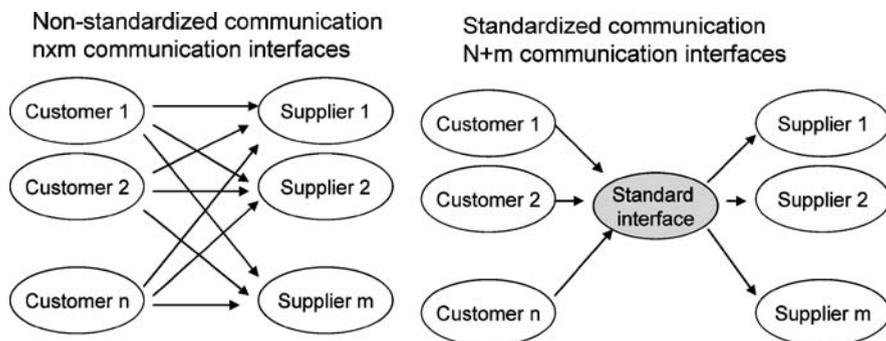 Non-standardized communication
nxm communication interfaces
Customer 1
Supplier 1
Customer 2
Supplier 2
Customer n
Supplier m
Standardized communication
N+m communication interfaces
Customer 1
Supplier 1
Customer 2
Standard
interface
Supplier 2
Customer n
Supplier m